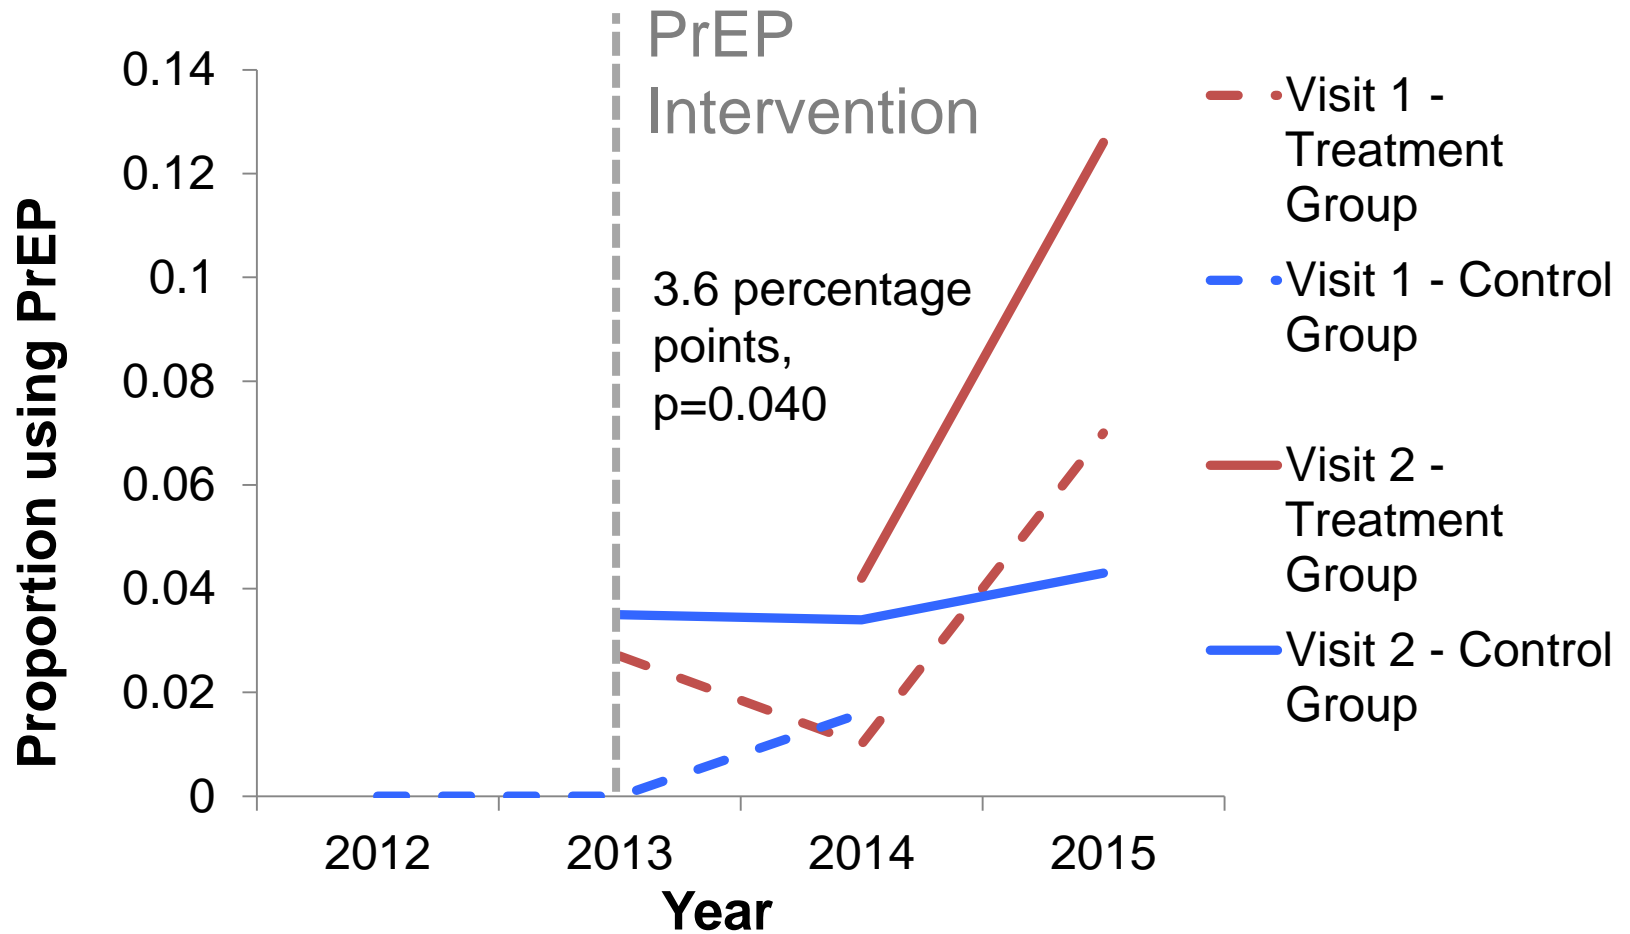 PrEP
Intervention
0.14
0.12
0.1
0.08
0.06
0.04
0.02
0
Proportion using PrEP
3.6 percentage
points,
p=0.040
2012
2013
2014
2015
Year
Visit 1 -
Treatment
Group
Visit 1 - Control
Group
Visit 2 -
Treatment
Group
Visit 2 - Control
Group